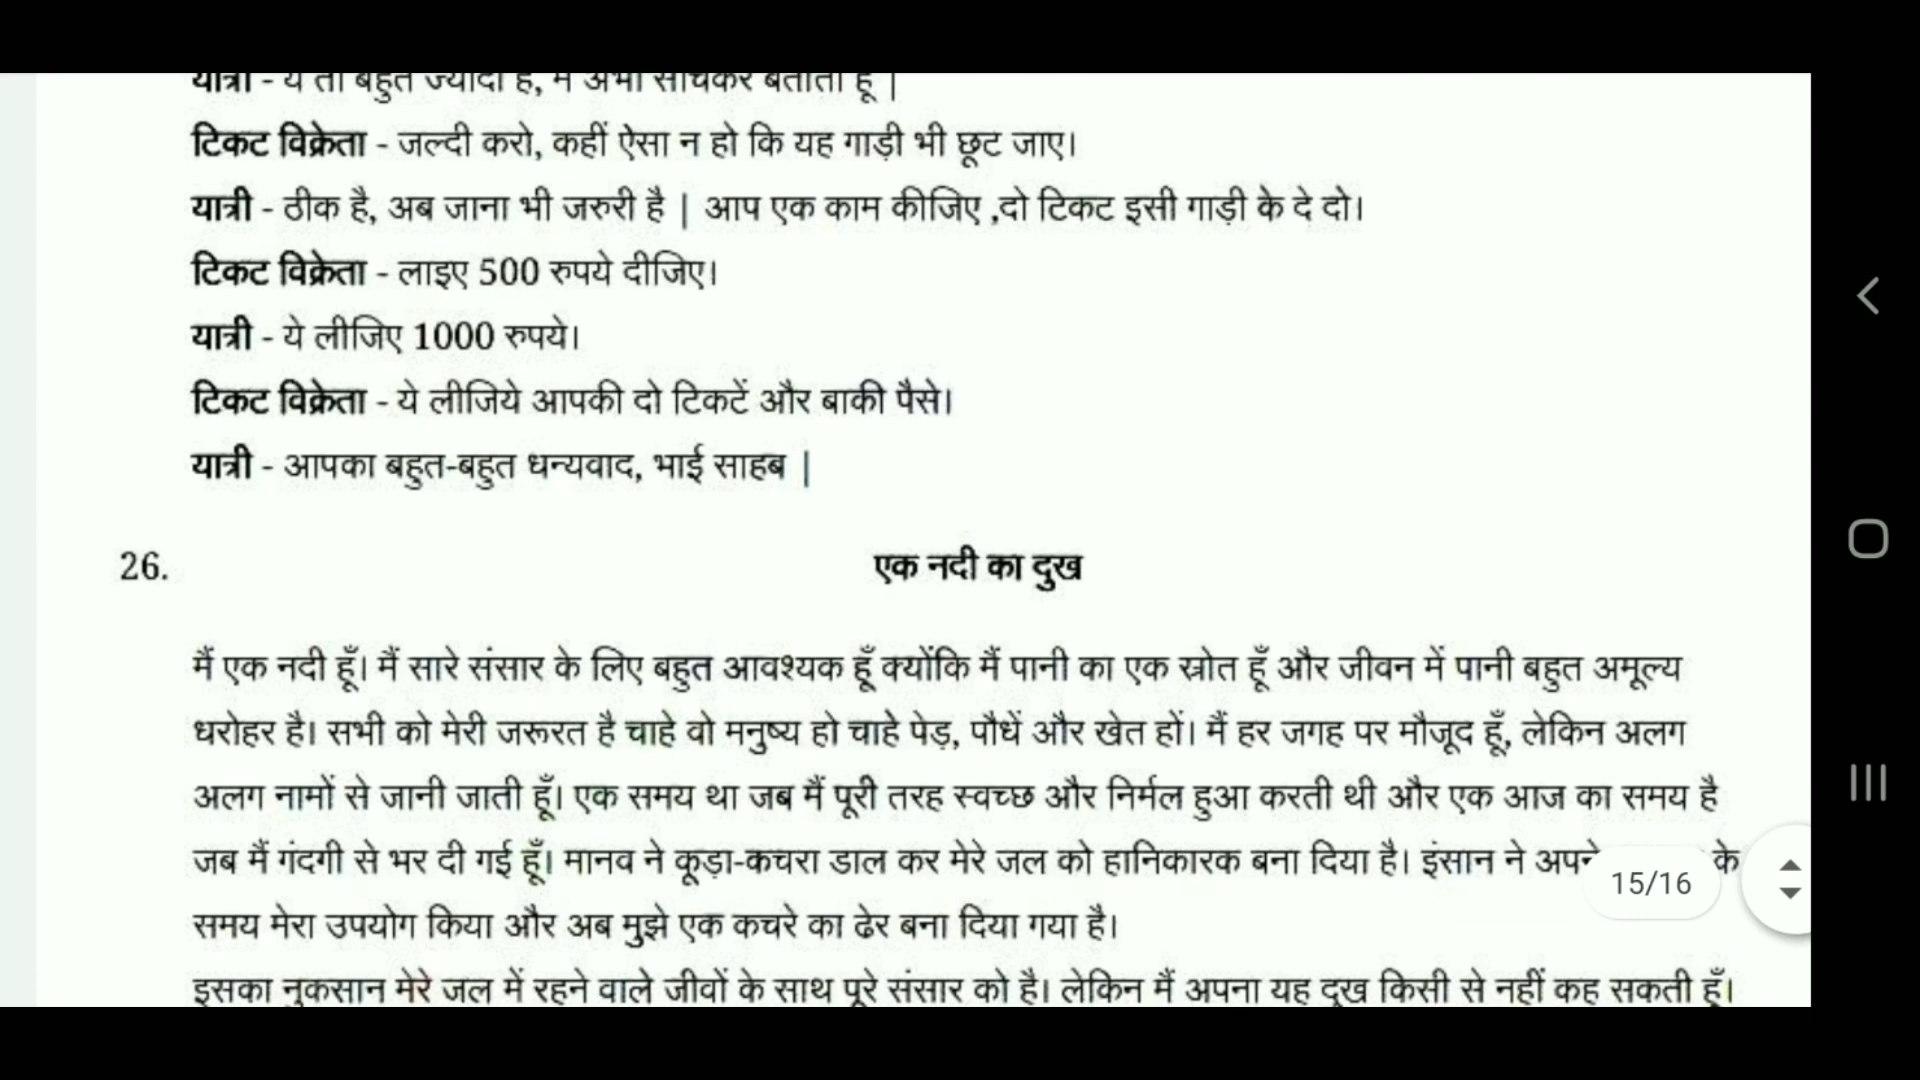 यात्री - ये तो बहुत ज्यादा है, मैं अभी सोचकर बताता हूँ |
टिकट विक्रेता - जल्दी करो, कहीं ऐसा न हो कि यह गाड़ी भी छूट जाए।
यात्री - ठीक है, अब जाना भी जरुरी है | आप एक काम कीजिए ,दो टिकट इसी गाड़ी के दे दो।
टिकट विक्रेता - लाइए 500 रुपये दीजिए।
यात्री - ये लीजिए 1000 रुपये।
टिकट विक्रेता - ये लीजिये आपकी दो टिकटें और बाकी पैसे।
यात्री - आपका बहुत-बहुत धन्यवाद, भाई साहब |
26. एक नदी का दुख
मैं एक नदी हूँ। मैं सारे संसार के लिए बहुत आवश्यक हूँ क्योंकि मैं पानी का एक स्रोत हूँ और जीवन में पानी बहुत अमूल्य
धरोहर है। सभी को मेरी जरूरत है चाहे वो मनुष्य हो चाहे पेड़, पौधें और खेत हों। मैं हर जगह पर मौजूद हूँ, लेकिन अलग
अलग नामों से जानी जाती हूँ। एक समय था जब मैं पूरी तरह स्वच्छ और निर्मल हुआ करती थी और एक आज का समय है
जब मैं गंदगी से भर दी गई हूँ। मानव ने कूड़ा-कचरा डाल कर मेरे जल को हानिकारक बना दिया है। इंसान ने अपने के
15/16
समय मेरा उपयोग किया और अब मुझे एक कचरे का ढेर बना दिया गया है।
इसका नुकसान मेरे जल में रहने वाले जीवों के साथ पूरे संसार को है। लेकिन मैं अपना यह दुख किसी से नहीं कह सकती हूँ।